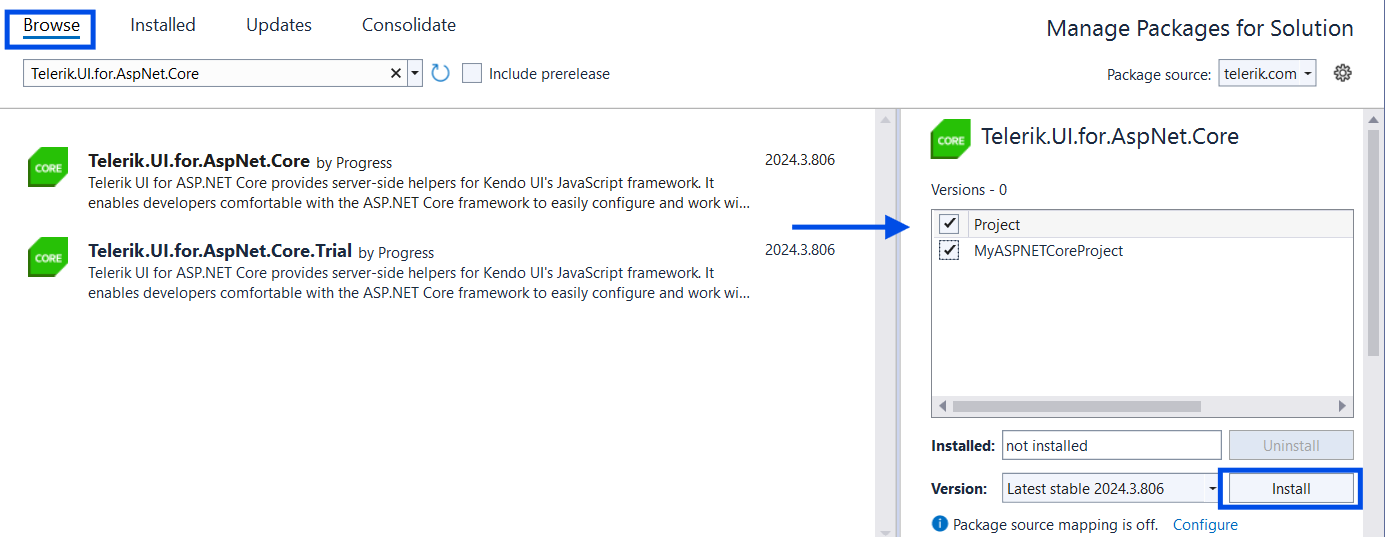 Browse Installed Updates Consolidate
Manage Packages for Solution
Telerik.UI.for.AspNet.Core
Include prerelease
Package source: telerik.com
CORE
Telerik.UI.for.AspNet.Core by Progress 2024.3.806
Telerik UI for ASP.NET Core provides server-side helpers for Kendo UI's JavaScript framework. It
enables developers comfortable with the ASP.NET Core framework to easily configure and work wi...
CORE
Telerik.UI.for.AspNet.Core.Trial by Progress 2024.3.806
Telerik UI for ASP.NET Core provides server-side helpers for Kendo UI's JavaScript framework. It
enables developers comfortable with the ASP.NET Core framework to easily configure and work wi...
CORE
Telerik.UI.for.AspNet.Core
Versions - 0
Project
MyASPNETCoreProject
Installed: not installed Uninstall
Version: Latest stable 2024.3.806 Install
Package source mapping is off. Configure